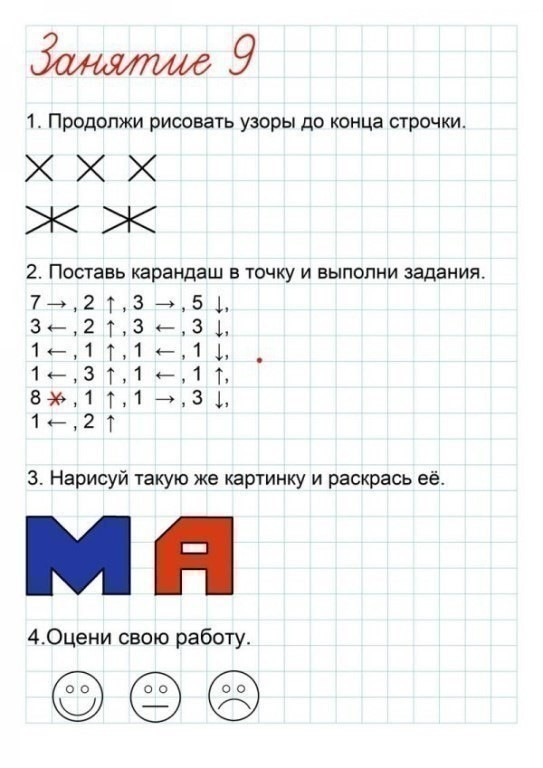 Занятие 9
1. Продолжи рисовать узоры до конца строчки.
2. Поставь карандаш в точку и выполни задания.
7 → , 2 ↑ , 3 → , 5 ↓,
3 ← , 2 ↑ , 3 ← , 3 ↓,
1 ← , 1 ↑ , 1 ← , 1 ↓,
1 ← , 3 ↑ , 1 ← , 1 ↑,
8 → , 1 ↑ , 1 → , 3 ↓,
1 ← , 2 ↑
3. Нарисуй такую же картинку и раскрась её.
МА
4.Оцени свою работу.